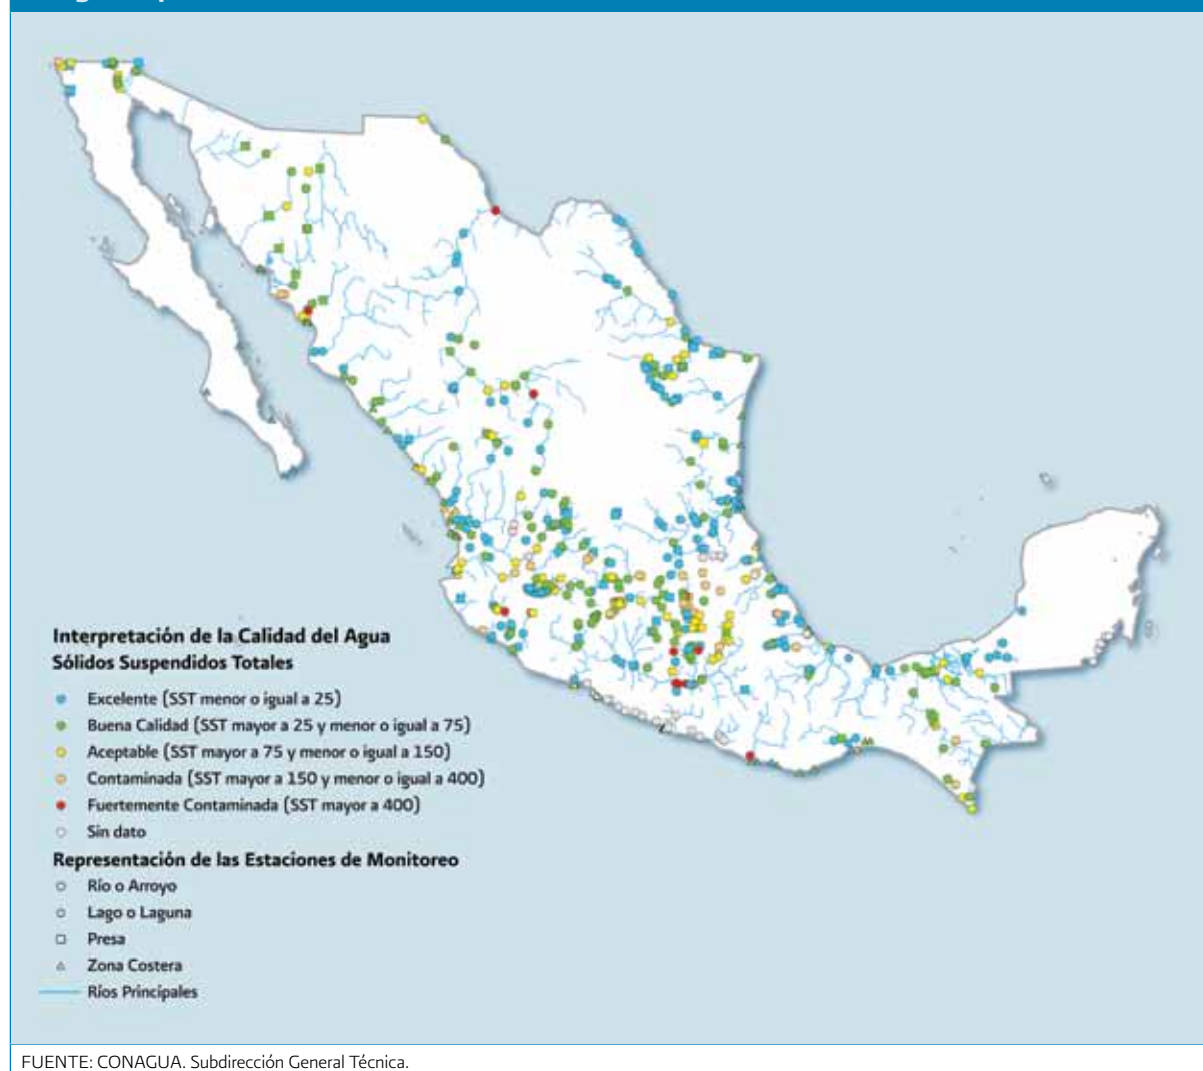 Interpretación de la Calidad del Agua
Sólidos Suspendidos Totales
Excelente (SST menor o igual a 25)
Buena Calidad (SST mayor a 25 y menor o igual a 75)
Aceptable (SST mayor a 75 y menor o igual a 150)
Contaminada (SST mayor a 150 y menor o igual a 400)
Fuertemente Contaminada (SST mayor a 400)
Sin dato
Representación de las Estaciones de Monitoreo
Río o Arroyo
Lago o Laguna
Presa
Zona Costera
Ríos Principales
FUENTE: CONAGUA. Subdirección General Técnica.